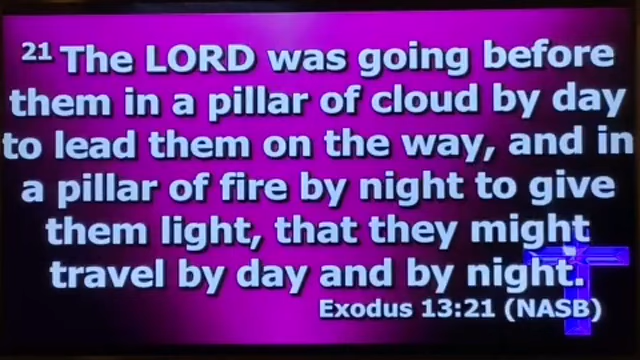 21 The LORD was going before
them in a pillar of cloud by day
to lead them on the way, and in
a pillar of fire by night to give
them light, that they might
travel by day and by night.
Exodus 13:21 (NASB)